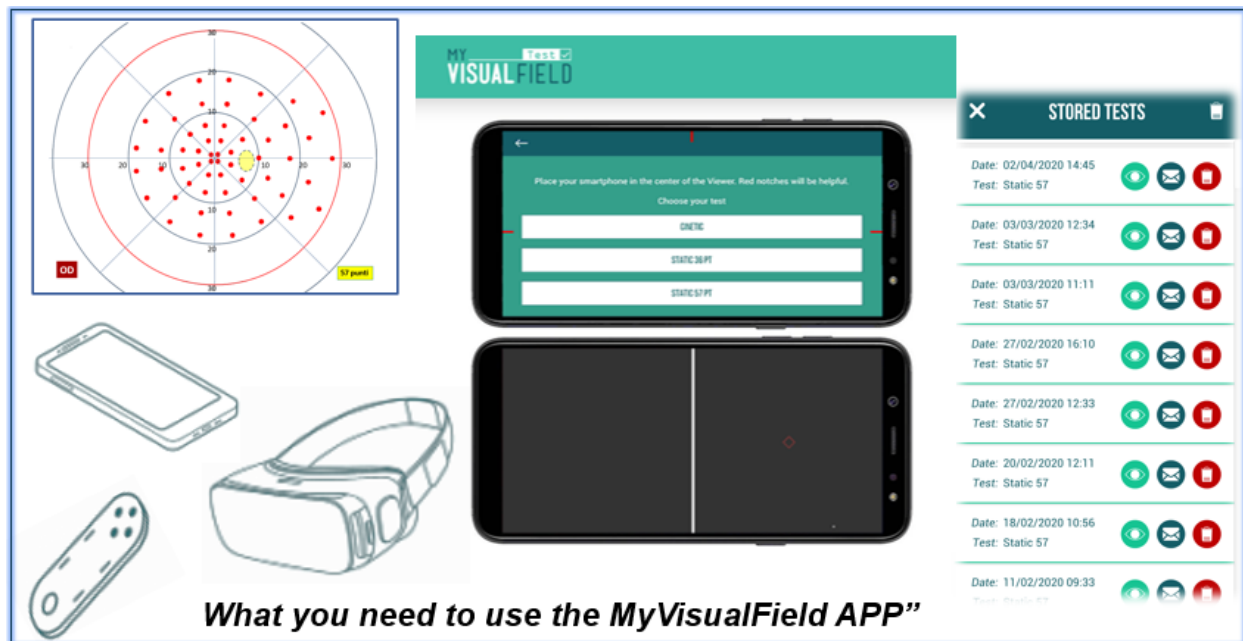 30
20
10
30 20 10 10 20 30
20
30
OD
57 punti
MY Test
VISUALFIELD
Place your smartphone in the center of the Viewer. Red notches will be helpful.
Choose your test
CINETIC
STATIC 36 PT
STATIC 57 PT
STORED TESTS
Date: 02/04/2020 14:45
Test: Static 57
Date: 03/03/2020 12:34
Test: Static 57
Date: 03/03/2020 11:11
Test: Static 57
Date: 27/02/2020 16:10
Test: Static 57
Date: 27/02/2020 12:33
Test: Static 57
Date: 20/02/2020 12:11
Test: Static 57
Date: 18/02/2020 10:56
Test: Static 57
Date: 11/02/2020 09:33
Test: Static 57
What you need to use the MyVisualField APP”